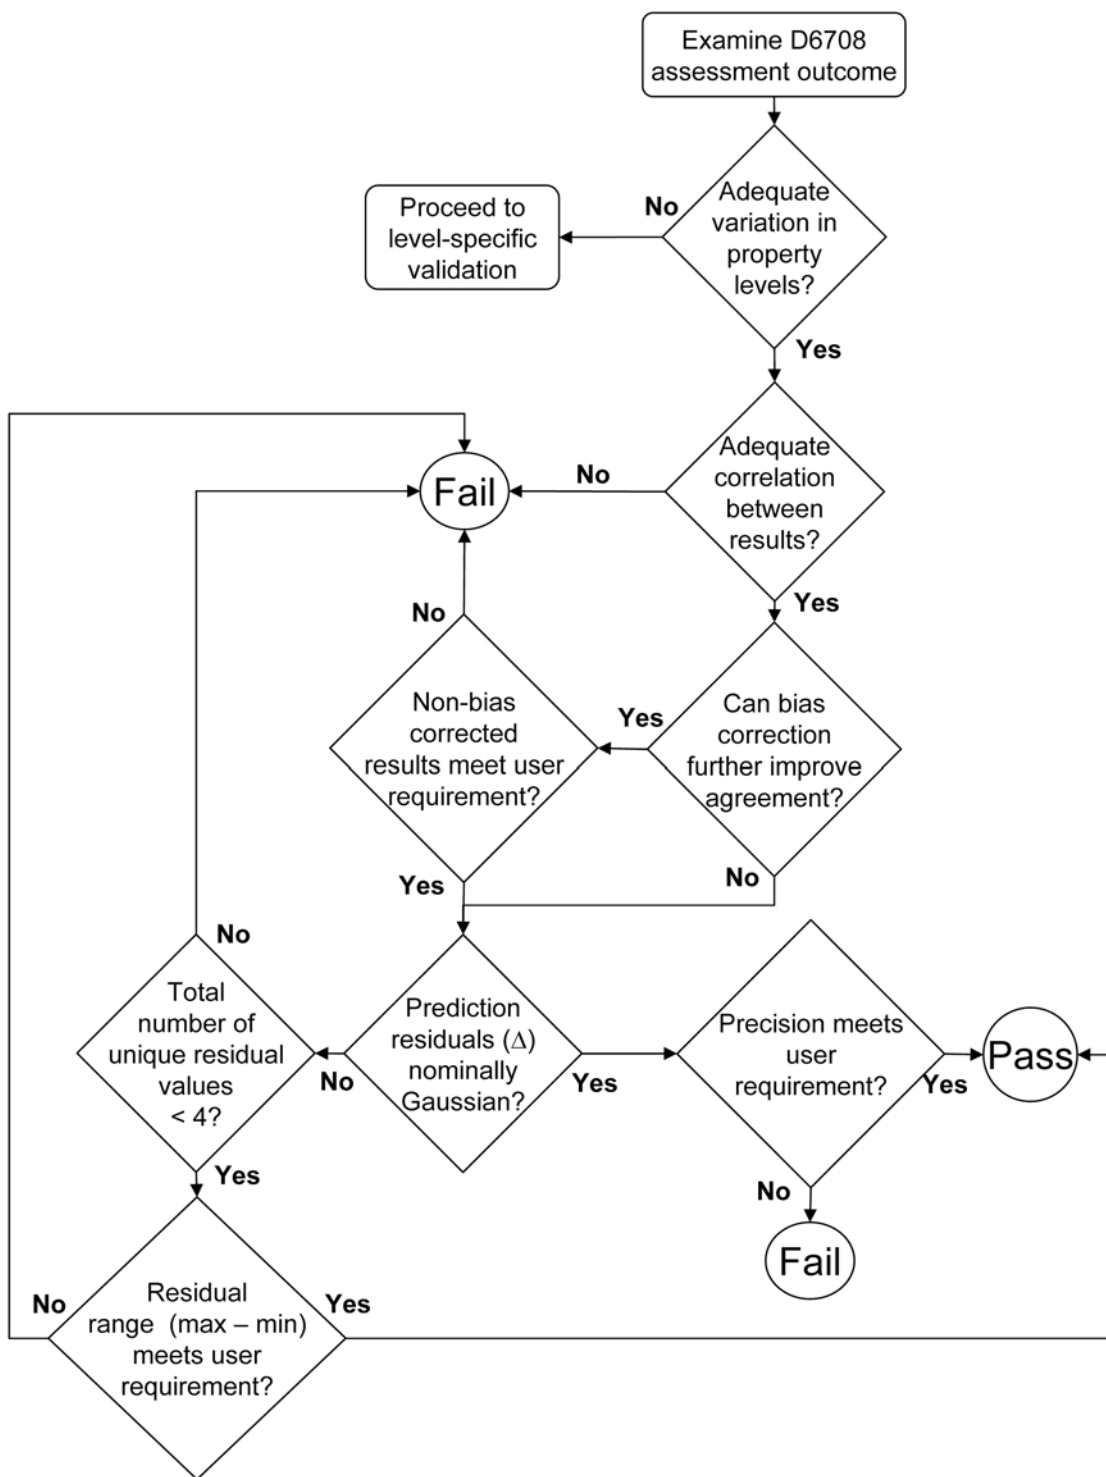 Examine D6708
assessment outcome
Adequate
variation in
property
levels?
No
Proceed to
level-specific
validation
Yes
Adequate
correlation
between
results?
No
Fail
Yes
Can bias
correction
further improve
agreement?
Yes
No
Non-bias
corrected
results meet user
requirement?
No
Yes
Prediction
residuals (Δ)
nominally
Gaussian?
No
Yes
Precision meets
user
requirement?
Yes
Pass
No
Fail
Total
number of
unique residual
values
< 4?
No
Yes
Residual
range (max – min)
meets user
requirement?
No
Yes